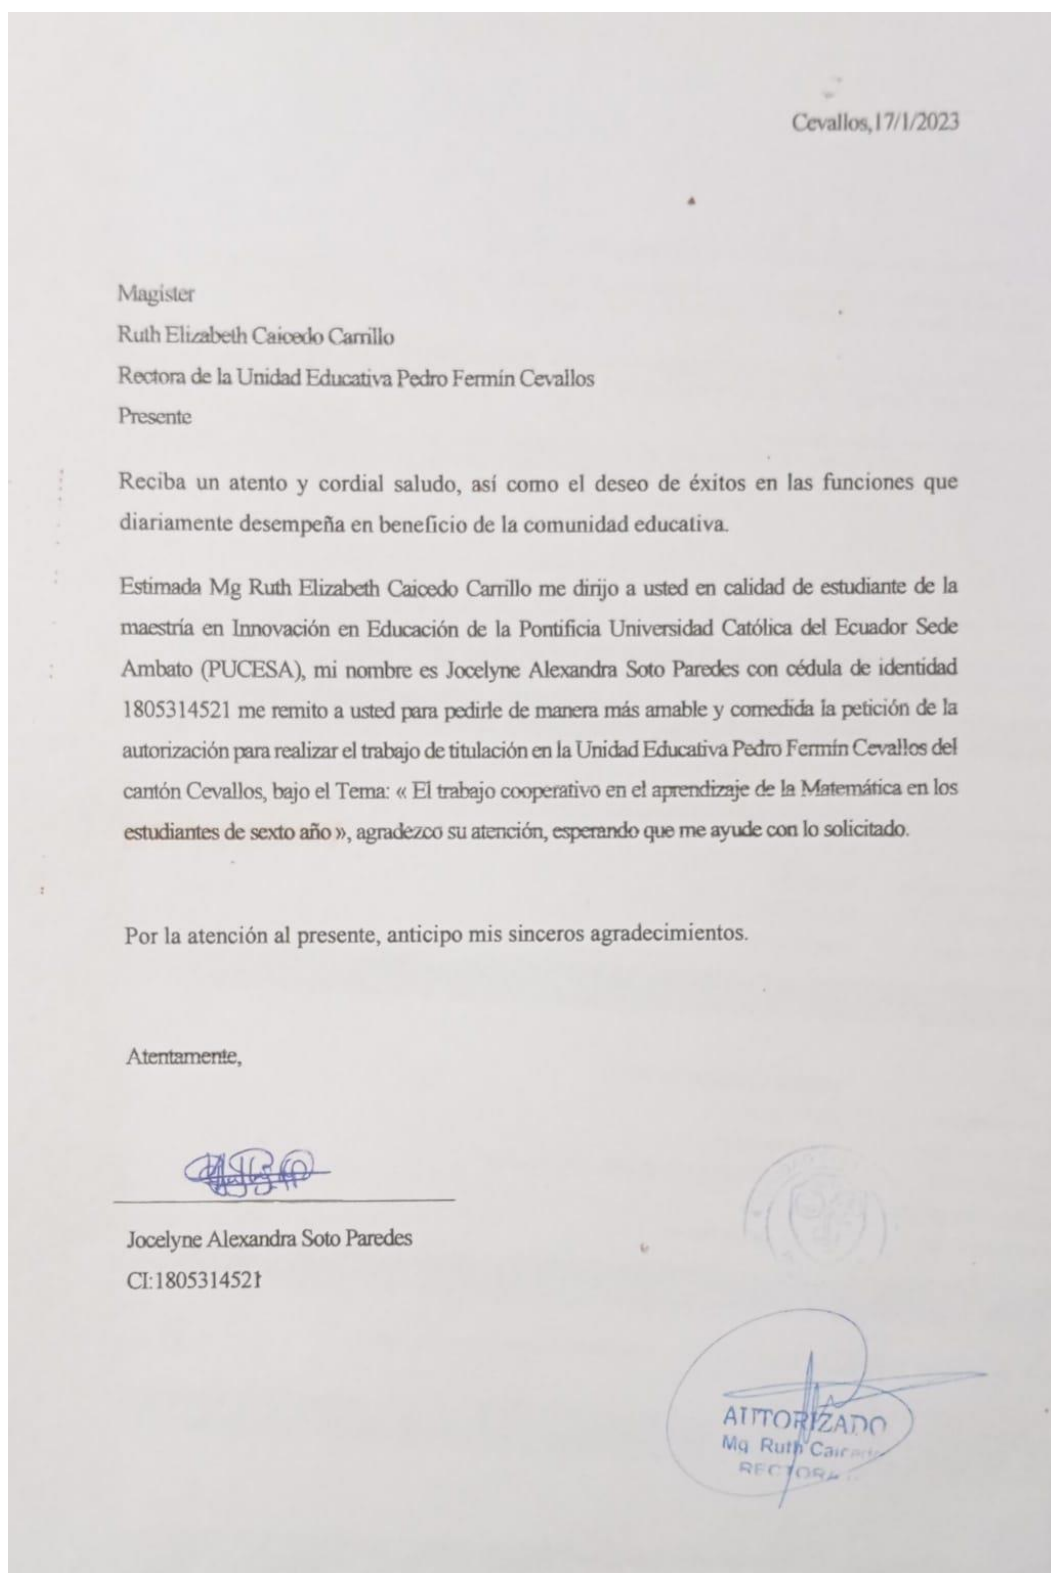 Cevallos,17/1/2023
Magister
Ruth Elizabeth Caicedo Carrillo
Rectora de la Unidad Educativa Pedro Fermín Cevallos
Presente
Reciba un atento y cordial saludo, así como el deseo de éxitos en las funciones que
diariamente desempeña en beneficio de la comunidad educativa.
Estimada Mg Ruth Elizabeth Caicedo Carrillo me dirijo a usted en calidad de estudiante de la
maestría en Innovación en Educación de la Pontificia Universidad Católica del Ecuador Sede
Ambato (PUCESA), mi nombre es Jocelyne Alexandra Soto Paredes con cédula de identidad
1805314521 me remito a usted para pedirle de manera más amable y comedida la petición de la
autorización para realizar el trabajo de titulación en la Unidad Educativa Pedro Fermín Cevallos del
cantón Cevallos, bajo el Tema: « El trabajo cooperativo en el aprendizaje de la Matemática en los
estudiantes de sexto año », agradezco su atención, esperando que me ayude con lo solicitado.
Por la atención al presente, anticipo mis sinceros agradecimientos.
Atentamente,
Jocelyne Alexandra Soto Paredes
CI:1805314521
AUTORIZADO
Mg Ruth Caicedo
RECTORA